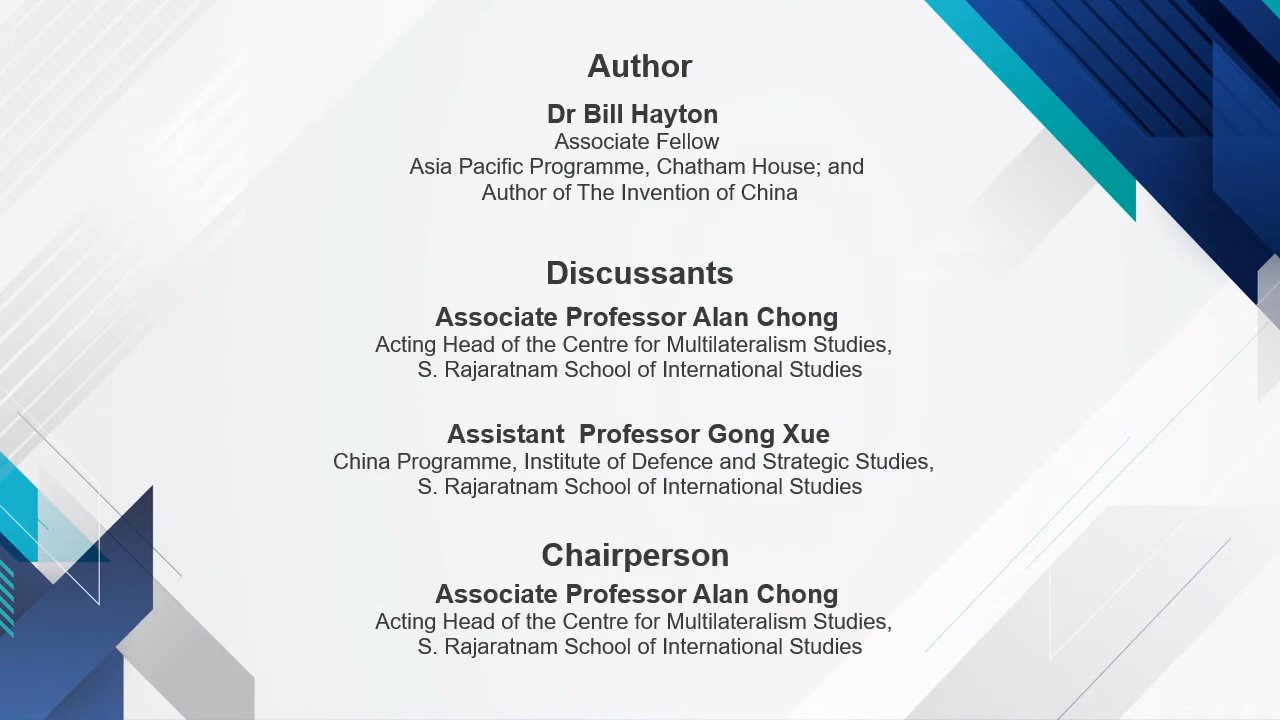 Author
Dr Bill Hayton
Associate Fellow
Asia Pacific Programme, Chatham House; and
Author of The Invention of China
Discussants
Associate Professor Alan Chong
Acting Head of the Centre for Multilateralism Studies,
S. Rajaratnam School of International Studies
Assistant  Professor Gong Xue
China Programme, Institute of Defence and Strategic Studies,
S. Rajaratnam School of International Studies
Chairperson
Associate Professor Alan Chong
Acting Head of the Centre for Multilateralism Studies,
S. Rajaratnam School of International Studies